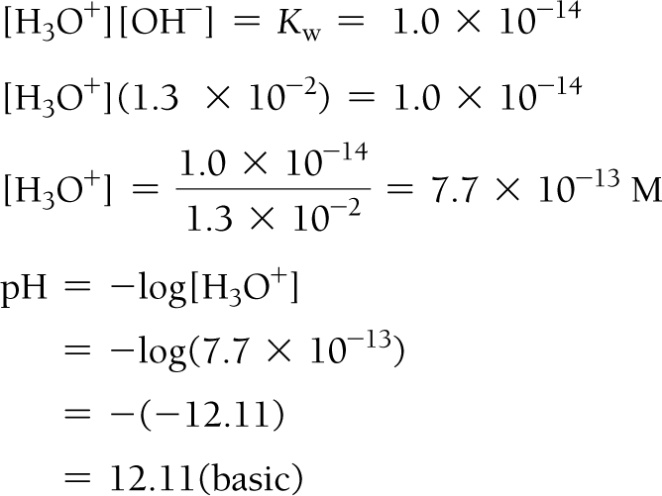 [H₃O⁺][OH⁻] = K_w = 1.0 × 10⁻¹⁴
[H₃O⁺](1.3 × 10⁻²) = 1.0 × 10⁻¹⁴
[H₃O⁺] = \frac{1.0 × 10⁻¹⁴}{1.3 × 10⁻²} = 7.7 × 10⁻¹³ M
pH = −log[H₃O⁺]
= −log(7.7 × 10⁻¹³)
= −(−12.11)
= 12.11(basic)